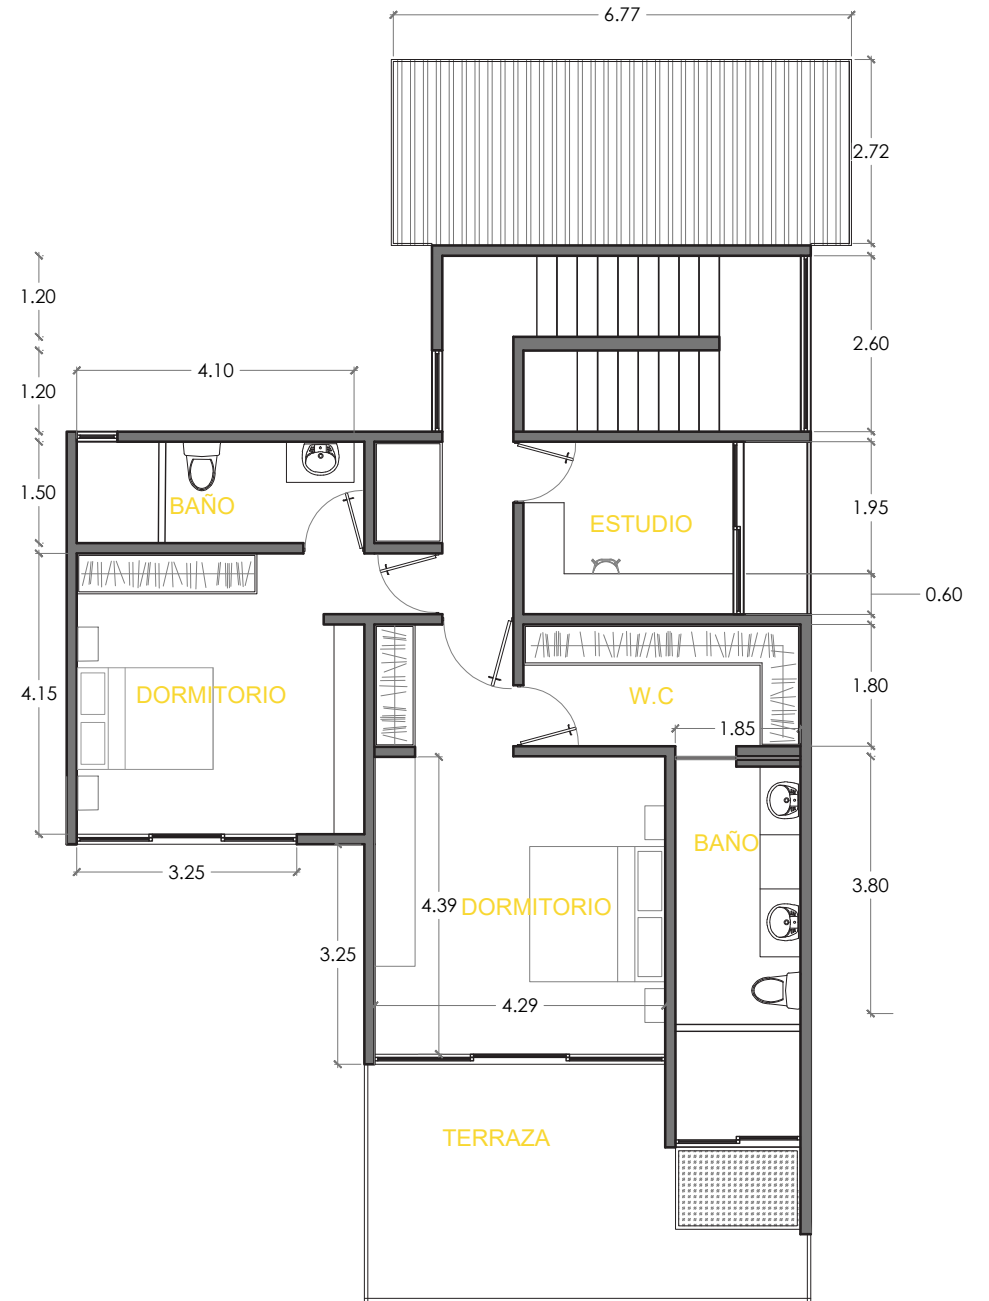 6.77
2.72
1.20
2.60
1.20
4.10
1.50
BAÑO
ESTUDIO
1.95
0.60
4.15
DORMITORIO
W.C
1.80
1.85
BAÑO
3.25
4.39
DORMITORIO
3.80
3.25
4.29
TERRAZA